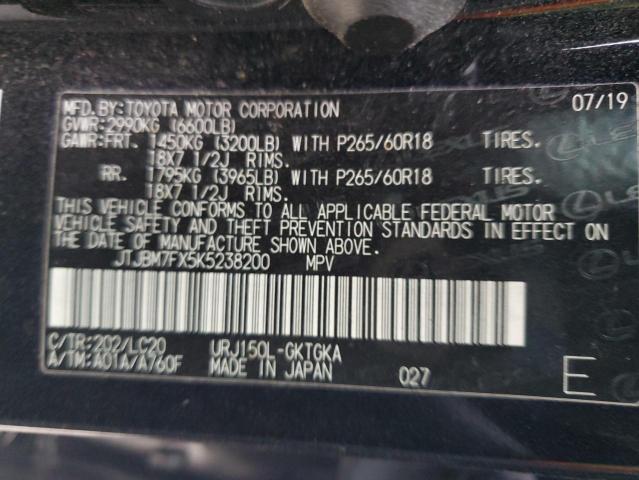 MFD.BY:TOYOTA MOTOR CORPORATION 07/19
GVWR:2990KG (6600LB)
GAWR:FRT. 1450KG (3200LB) WITH P265/60R18 TIRES.
18X7 1/2J RIMS.
RR. 1795KG (3965LB) WITH P265/60R18 TIRES.
18X7 1/2J RIMS.
THIS VEHICLE CONFORMS TO ALL APPLICABLE FEDERAL MOTOR
VEHICLE SAFETY AND THEFT PREVENTION STANDARDS IN EFFECT ON
THE DATE OF MANUFACTURE SHOWN ABOVE.
JTJBM7FX5K5238200 MPV
C/TR:202/LC20 URJ150L-GKTGKA
A/TM:A01A/A760F MADE IN JAPAN 027 E